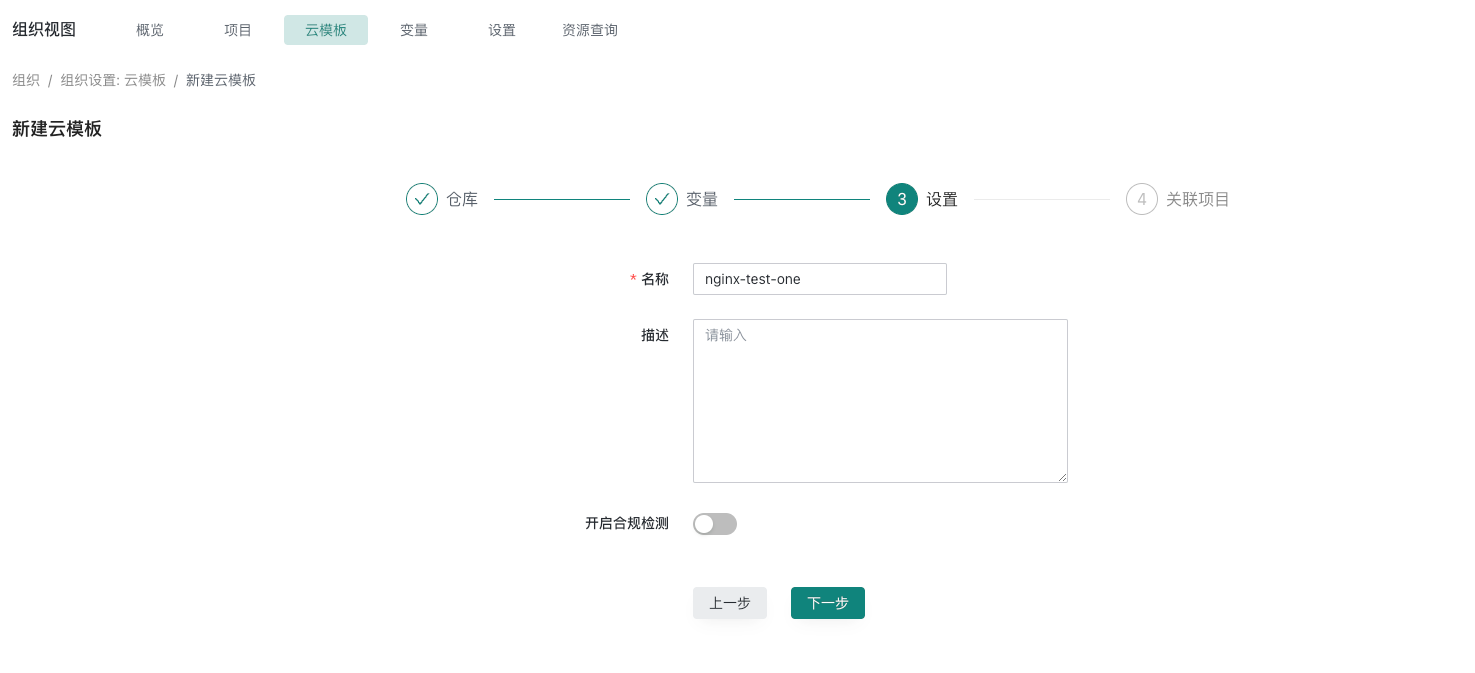 组织视图 概览 项目 云模板 变量 设置 资源查询
组织 / 组织设置: 云模板 / 新建云模板
新建云模板
仓库 变量 3 设置 4 关联项目
* 名称 nginx-test-one
描述 请输入
开启合规检测
上一步 下一步